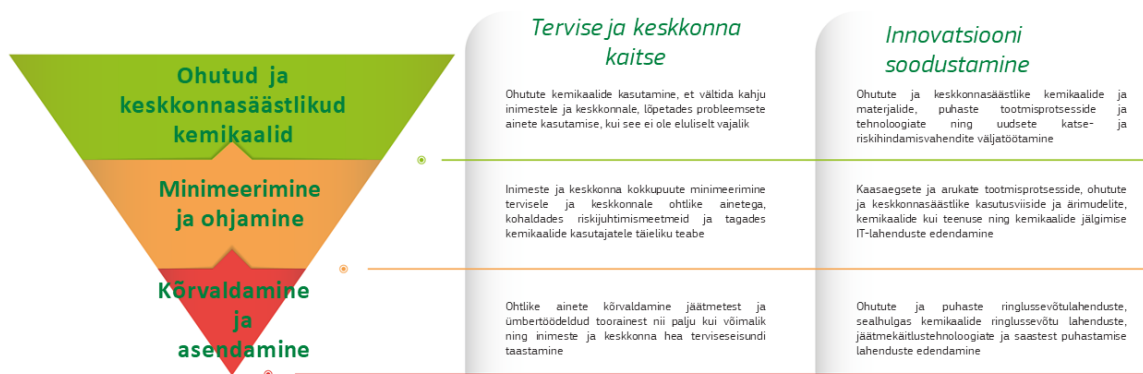 Tervise ja keskkonna
kaitse
Innovatsiooni
soodustamine
Ohutud ja
keskkonnasäästlikud
kemikaalid
Ohutute kemikaalide kasutamine, et vältida kahju
inimestele ja keskkonnale, lõpetades probleemsete
ainete kasutamise, kui see ei ole eluliselt vajalik
Ohutute ja keskkonnasäästlike kemikaalide ja
materjalide, puhaste tootmisprotsesside ja
tehnoloogiate ning uudsete katse- ja
riskihindamisvahendite väljatöötamine
Minimeerimine
ja ohjamine
Inimeste ja keskkonna kokkupuute minimeerimine
tervisele ja keskkonnale ohtlike ainetega,
kohaldades riskijuhtimismeetmeid ja tagades
kemikaalide kasutajatele täieliku teabe
Kaasaegsete ja arukate tootmisprotsesside, ohutute
ja keskkonnasäästlike kasutusviiside ja ärimudelite,
kemikaalide kui teenuse ning kemikaalide jälgimise
IT-lahenduste edendamine
Kõrvaldamine
ja
asendamine
Ohtlike ainete kõrvaldamine jäätmetest ja
ümbertöödeldud toorainest nii palju kui võimalik
ning inimeste ja keskkonna hea terviseseisundi
taastamine
Ohutute ja puhaste ringlussevõtulahenduste,
sealhulgas kemikaalide ringlussevõtu lahenduste,
jäätmekäitlustehnoloogiate ja saastest puhastamise
lahenduste edendamine